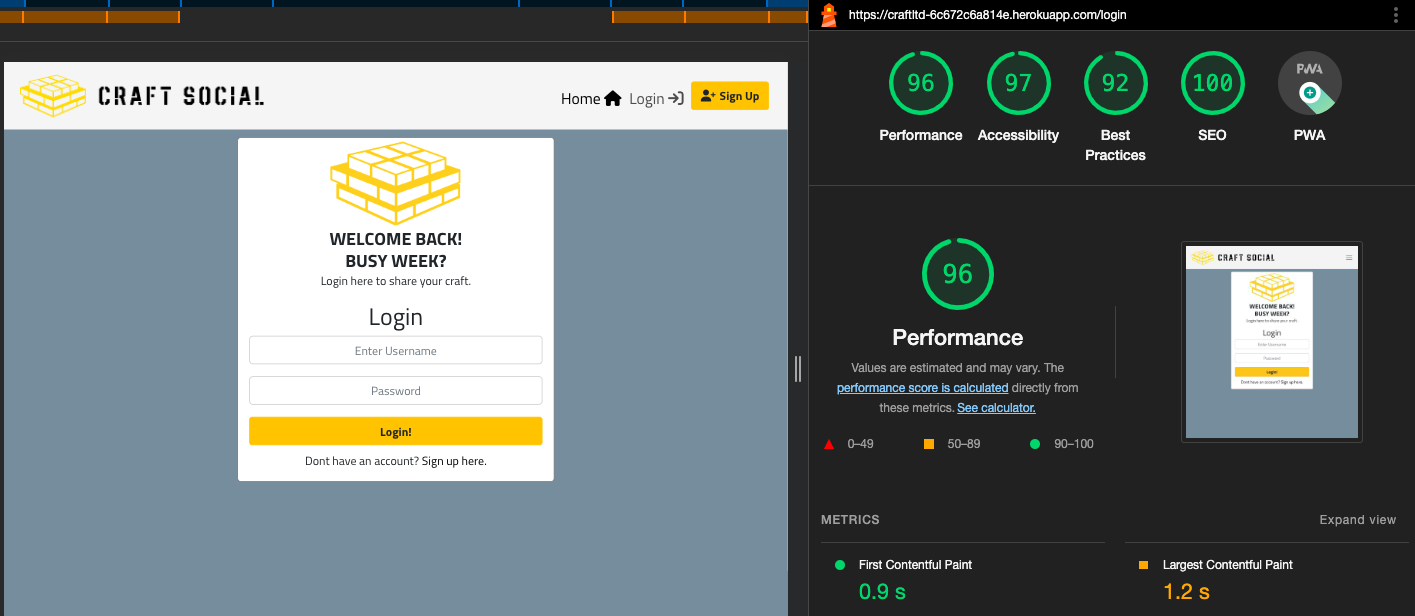 CRAFT SOCIAL
Home Login Sign Up
WELCOME BACK!
BUSY WEEK?
Login here to share your craft.
Login
Enter Username
Password
Login!
Dont have an account? Sign up here.
https://craftltd-6c672c6a814e.herokuapp.com/login
96 97 92 100 PWA
Performance Accessibility Best Practices SEO PWA
96
Performance
Values are estimated and may vary. The
performance score is calculated directly from
these metrics. See calculator.
0–49 50–89 90–100
CRAFT SOCIAL
WELCOME BACK!
BUSY WEEK?
Login here to share your craft.
Login
Enter Username
Password
Login!
Dont have an account? Sign up here.
METRICS
Expand view
First Contentful Paint
0.9 s
Largest Contentful Paint
1.2 s